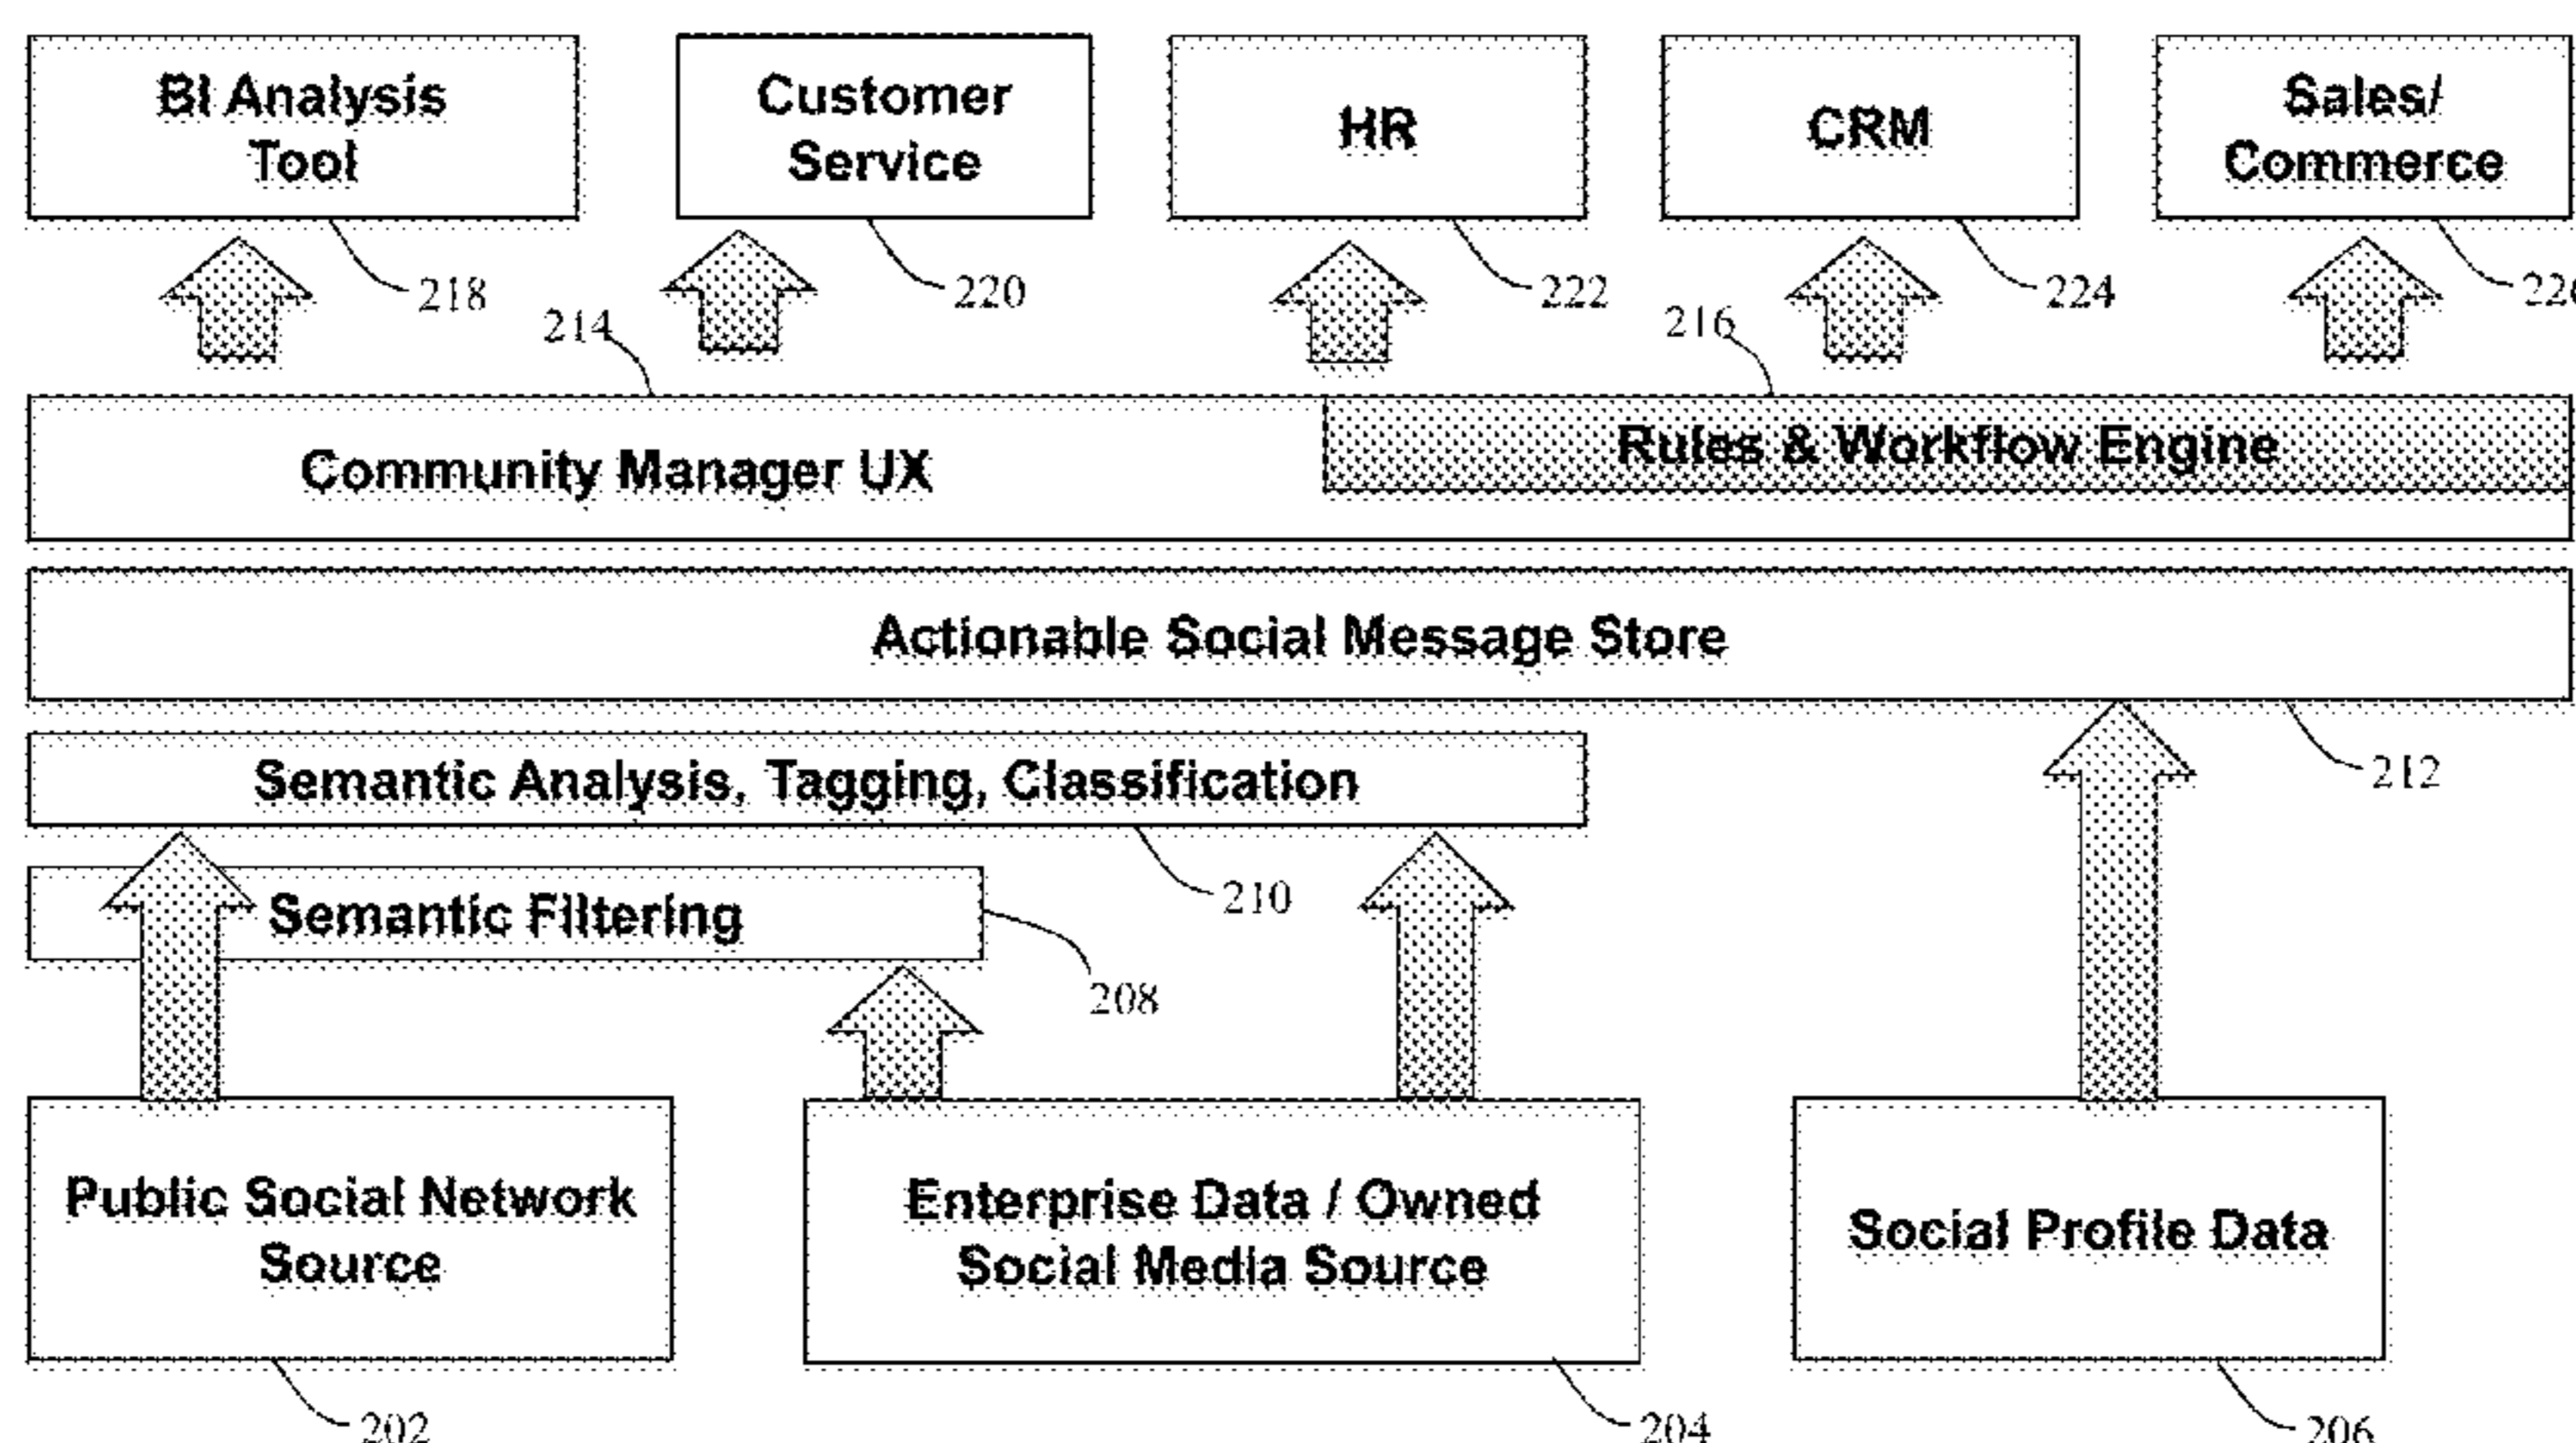 BI Analysis
Tool
Customer
Service
HR
CRM
Sales/
Commerce
218
220
222
224
214
216
Community Manager UX
Rules & Workflow Engine
Actionable Social Message Store
Semantic Analysis, Tagging, Classification
212
210
Semantic Filtering
208
Public Social Network
Source
Enterprise Data / Owned
Social Media Source
Social Profile Data
202
204
206